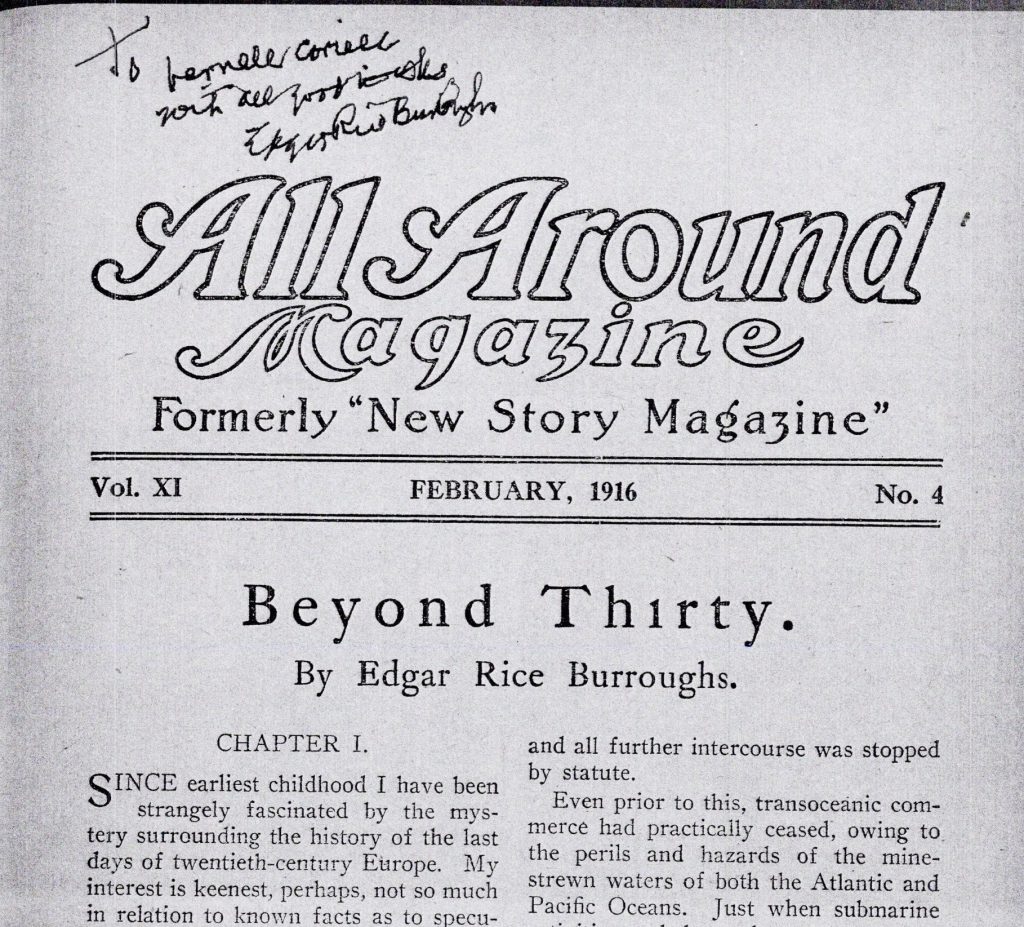 To Vernell Coriell
with all good wishes
Edgar Rice Burroughs
All Around
Magazine
Formerly “New Story Magazine”
Vol. XI FEBRUARY, 1916 No. 4
Beyond Thirty.
By Edgar Rice Burroughs.
CHAPTER I.
SINCE earliest childhood I have been
strangely fascinated by the mys-
tery surrounding the history of the last
days of twentieth-century Europe. My
interest is keenest, perhaps, not so much
in relation to known facts as to specu-
and all further intercourse was stopped
by statute.
Even prior to this, transoceanic com-
merce had practically ceased, owing to
the perils and hazards of the mine-
strewn waters of both the Atlantic and
Pacific Oceans. Just when submarine